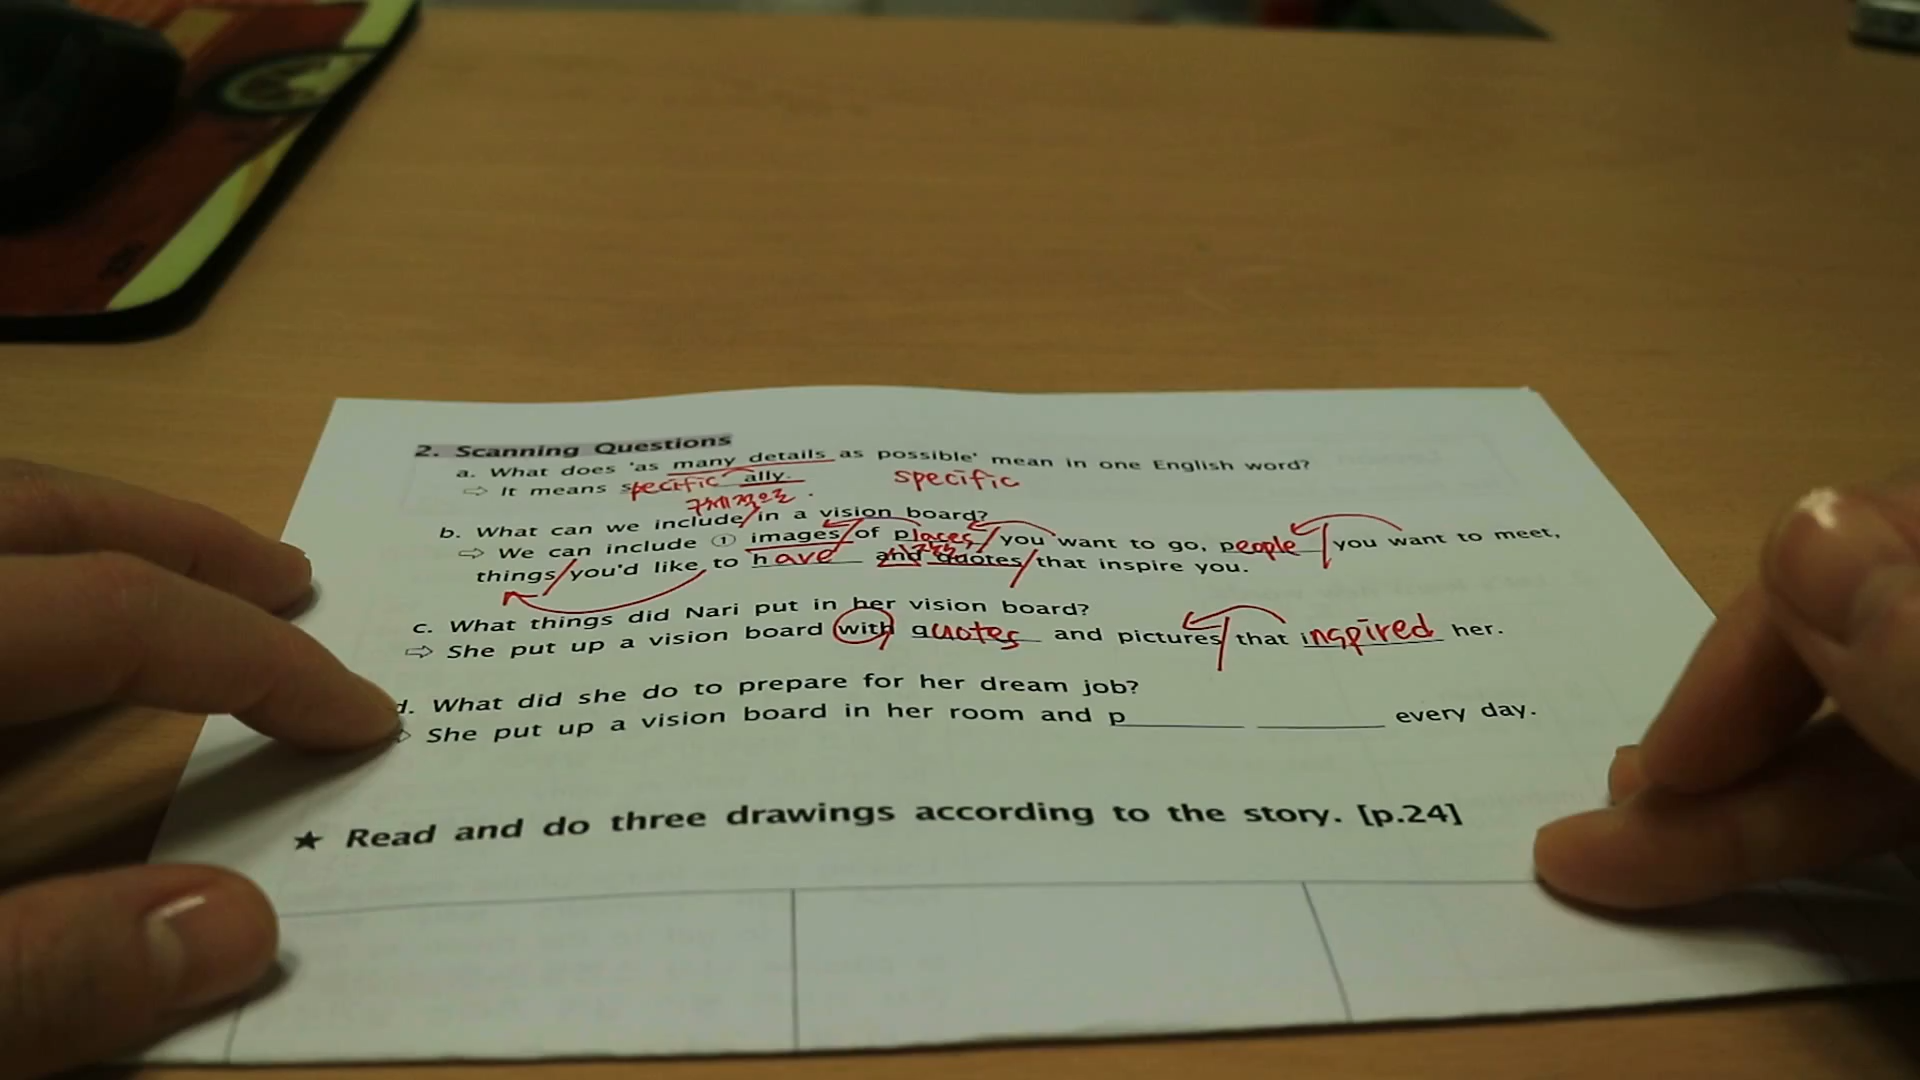 2. Scanning Questions
a. What does 'as many details as possible' mean in one English word?
⇨ It means specific ally. specific
구체적으로
b. What can we include in a vision board?
⇨ We can include ① images of places you want to go, people you want to meet,
things you'd like to have and quotes that inspire you.
c. What things did Nari put in her vision board?
⇨ She put up a vision board with quotes and pictures that inspired her.
d. What did she do to prepare for her dream job?
⇨ She put up a vision board in her room and p________ ________ every day.
★ Read and do three drawings according to the story. [p.24]